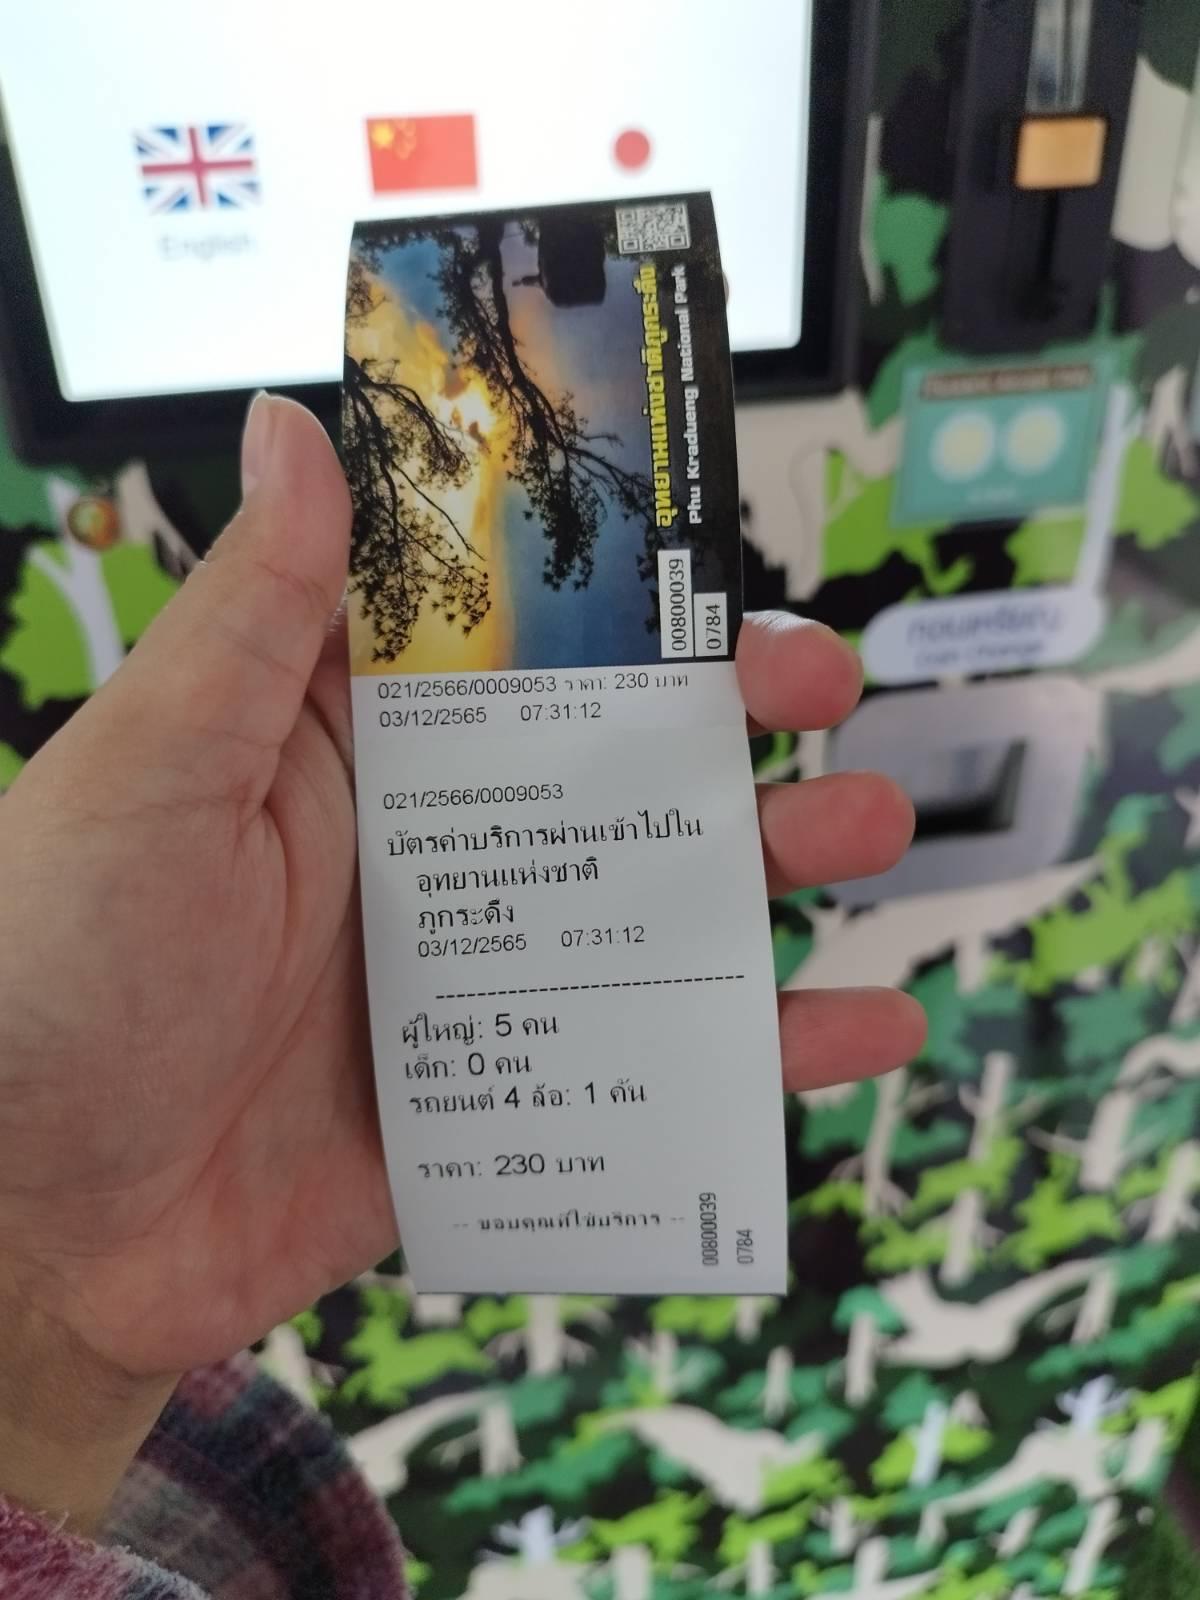 English
อุทยานแห่งชาติภูกระดึง
Phu Kradueng National Park
00800039
0784
021/2566/0009053 ราคา: 230 บาท
03/12/2565 07:31:12
021/2566/0009053
บัตรค่าบริการผ่านเข้าไปใน
อุทยานแห่งชาติ
ภูกระดึง
03/12/2565 07:31:12
--------------------------------
ผู้ใหญ่: 5 คน
เด็ก: 0 คน
รถยนต์ 4 ล้อ: 1 คัน
ราคา: 230 บาท
-- ขอบคุณที่ใช้บริการ --
00800039
0784
ทอนเหรียญ
Coin Change